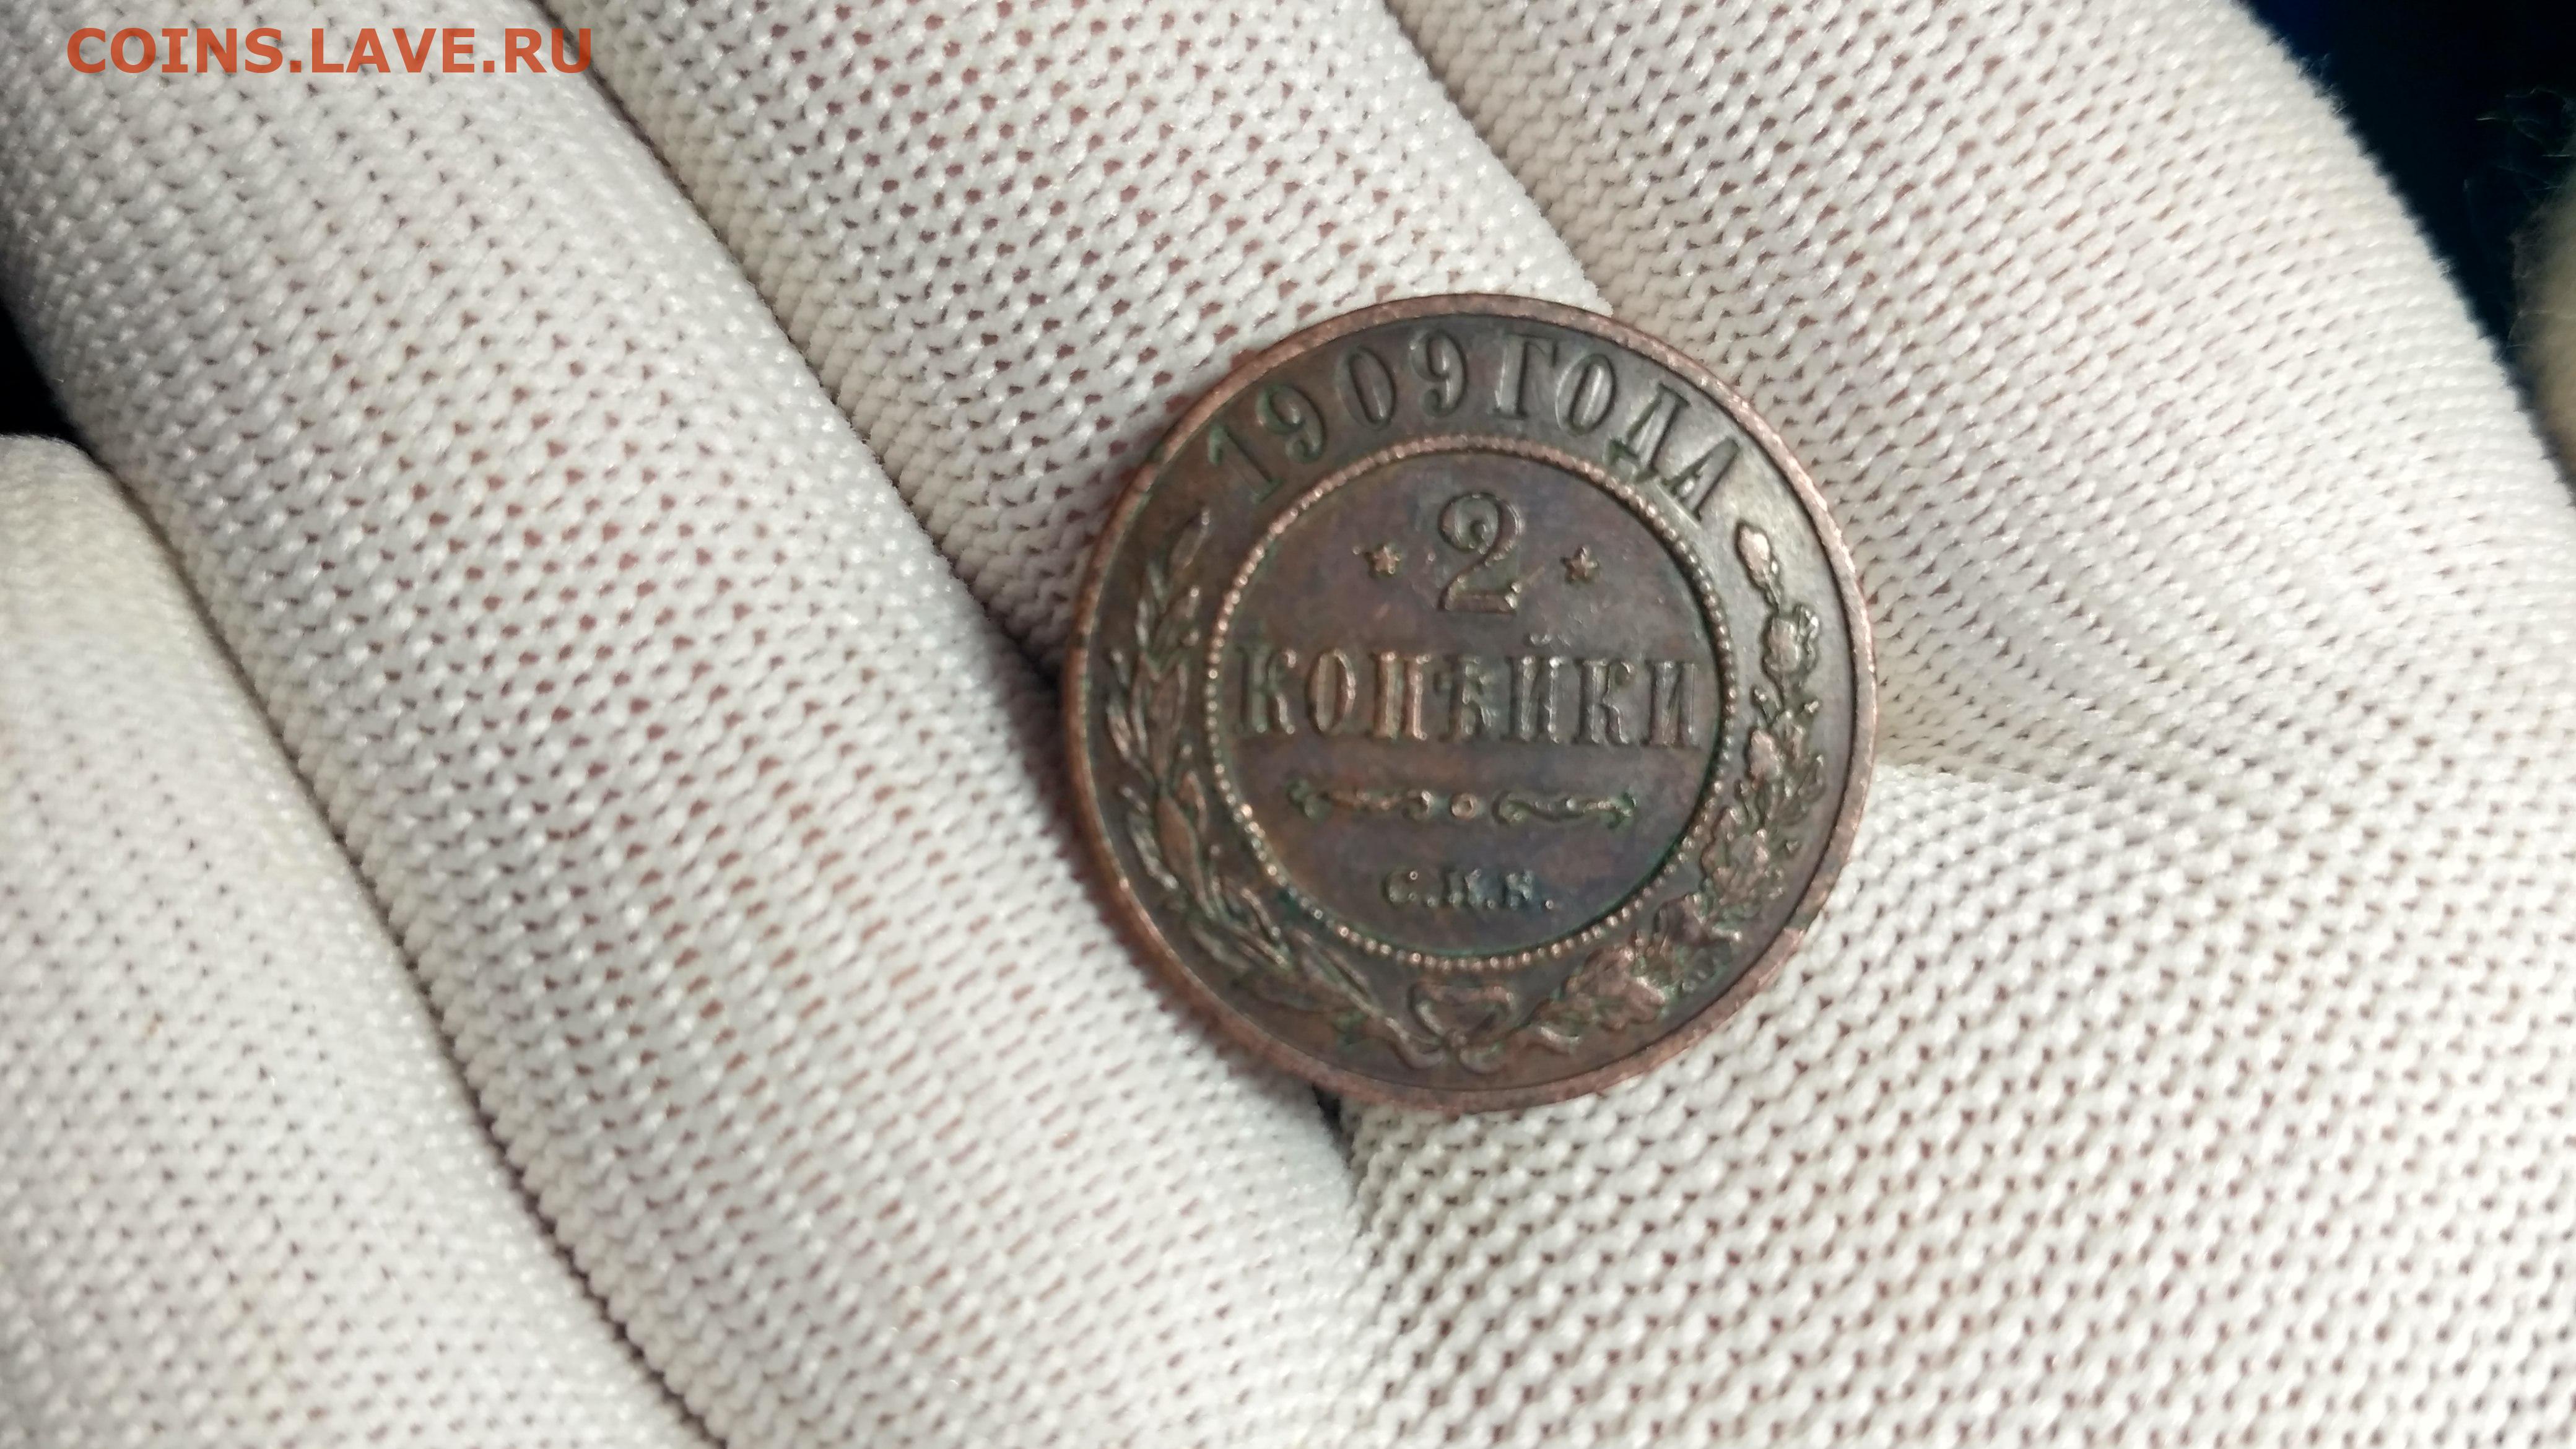 COINS.LAVE.RU
1909 ГОДА
2
КОПѢЙКИ
С.П.Б.